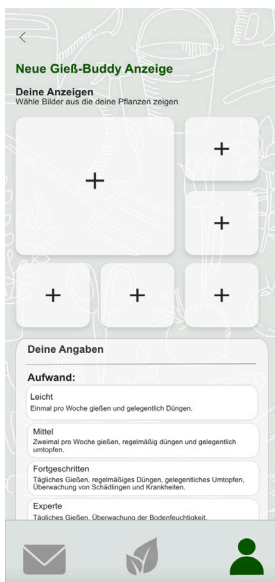 Neue Gieß-Buddy Anzeige
Deine Anzeigen
Wähle Bilder aus die deine Pflanzen zeigen
Deine Angaben
Aufwand:
Leicht
Einmal pro Woche gießen und gelegentlich Düngen.
Mittel
Zweimal pro Woche gießen, regelmäßig düngen und gelegentlich
umtopfen.
Fortgeschritten
Tägliches Gießen, regelmäßiges Düngen, gelegentliches Umtopfen,
Überwachung von Schädlingen und Krankheiten.
Experte
Tägliches Gießen, Überwachung der Bodenfeuchtigkeit,